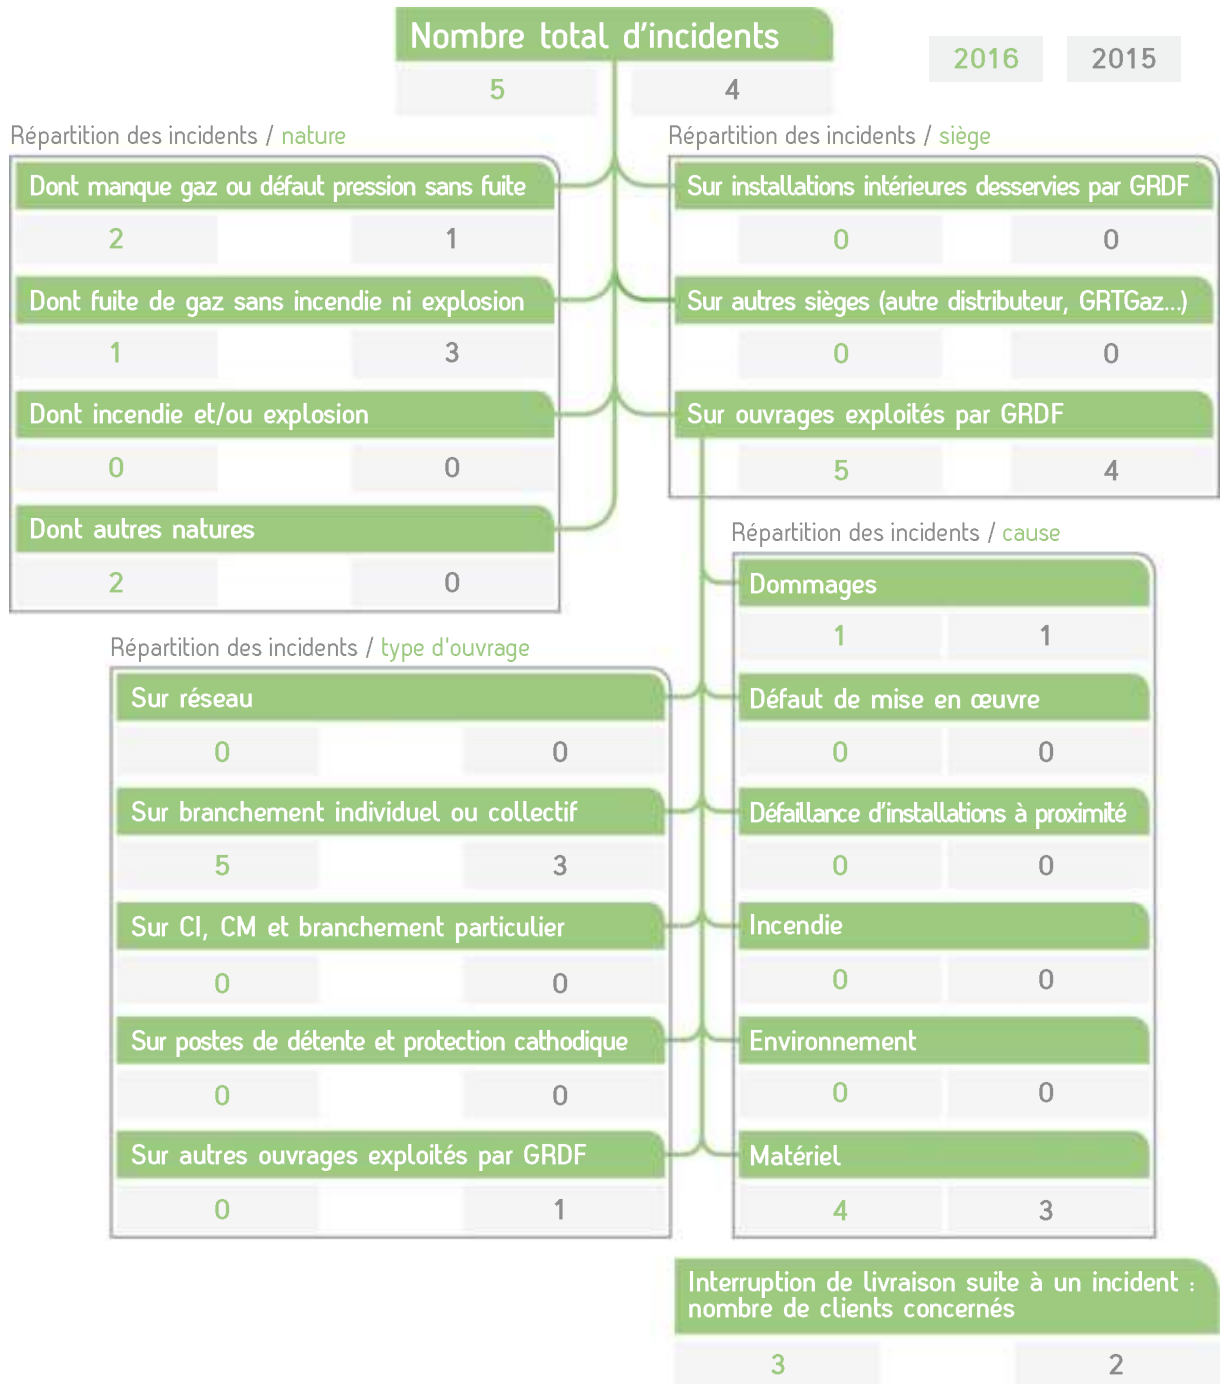 Nombre total d'incidents
5 4
2016 2015
Répartition des incidents / nature
Dont manque gaz ou défaut pression sans fuite
2 1
Dont fuite de gaz sans incendie ni explosion
1 3
Dont incendie et/ou explosion
0 0
Dont autres natures
2 0
Répartition des incidents / siège
Sur installations intérieures desservies par GRDF
0 0
Sur autres sièges (autre distributeur, GRTGaz...)
0 0
Sur ouvrages exploités par GRDF
5 4
Répartition des incidents / type d'ouvrage
Sur réseau
0 0
Sur branchement individuel ou collectif
5 3
Sur CI, CM et branchement particulier
0 0
Sur postes de détente et protection cathodique
0 0
Sur autres ouvrages exploités par GRDF
0 1
Répartition des incidents / cause
Dommages
1 1
Défaut de mise en œuvre
0 0
Défaillance d'installations à proximité
0 0
Incendie
0 0
Environnement
0 0
Matériel
4 3
Interruption de livraison suite à un incident :
nombre de clients concernés
3 2